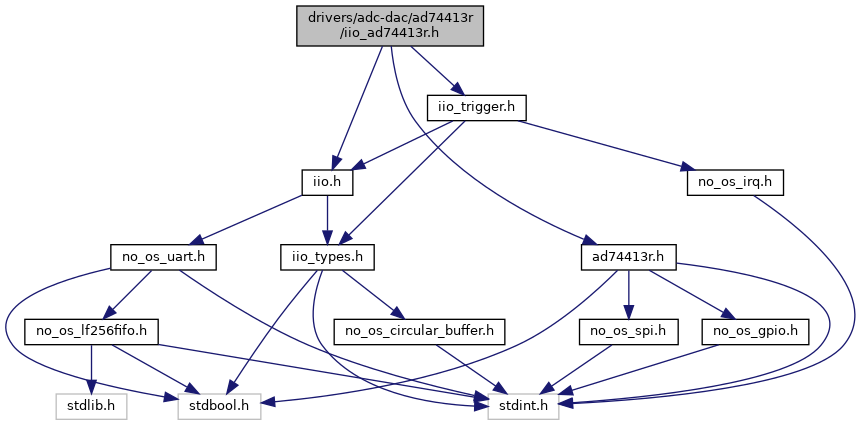 drivers/adc-dac/ad74413r
/iio_ad74413r.h
iio_trigger.h
iio.h
no_os_irq.h
no_os_uart.h
iio_types.h
ad74413r.h
no_os_lf256fifo.h
no_os_circular_buffer.h
no_os_spi.h
no_os_gpio.h
stdlib.h
stdbool.h
stdint.h